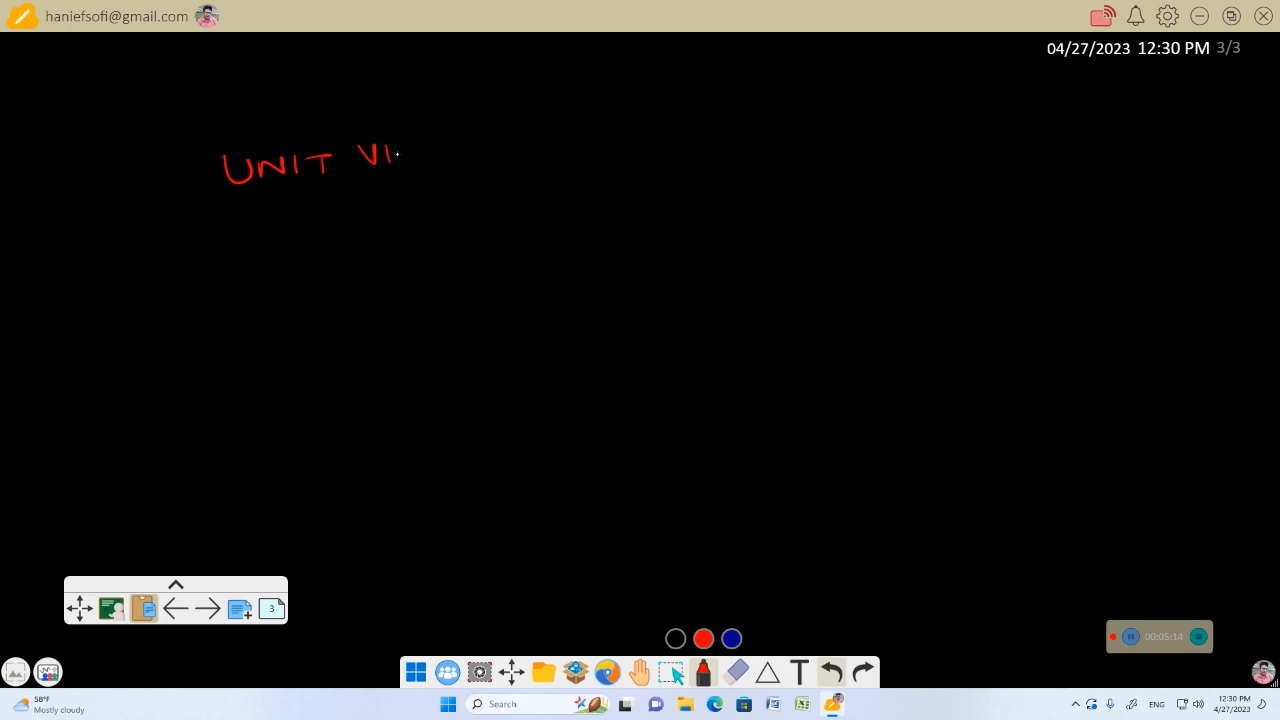 haniefsofi@gmail.com
04/27/2023 12:30 PM 3/3
UNIT VI
3
00:05:14
T
58°F
Mostly cloudy
Search
ENG
12:30 PM
4/27/2023